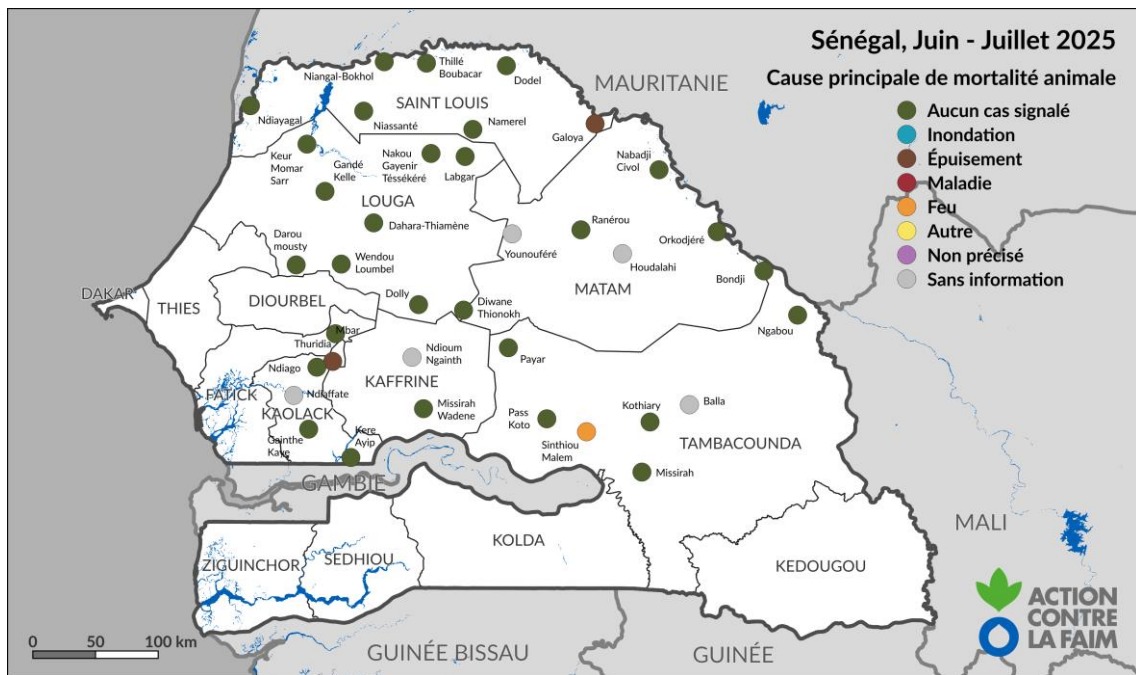 Sénégal, Juin - Juillet 2025
Cause principale de mortalité animale
Aucun cas signalé
Inondation
Épuisement
Maladie
Feu
Autre
Non précisé
Sans information
MAURITANIE
Niangal-Bokhol
Thillé
Boubacar
Dodel
SAINT LOUIS
Ndiayagal
Niassanté
Namerel
Galoya
Keur
Momar
Sarr
Gandé
Kelle
Nakou
Gayenir
Téssékéré
Labgar
Nabadji
Civol
LOUGA
Dahara-Thiamène
Ranérou
Younouféré
Houdalahi
Orkodjéré
Darou
mousty
Wendou
Loumbel
Bondji
MATAM
DAKAR
THIES
DIOURBEL
Dolly
Diwane
Thionokh
Ngabou
Mbar
Thuridia
Ndioum
Ngainth
Payar
Ndiago
KAFFRINE
FATICK
Ndiaffate
KAOLACK
Missirah
Wadene
Pass
Koto
Kothiary
Balla
Gainthe
Kaye
Kere
Ayip
Sinthiou
Malem
TAMBACOUNDA
Missirah
GAMBIE
MALI
KOLDA
ZIGUINCHOR
SEDHIOU
KEDOUGOU
GUINÉE BISSAU
GUINÉE
0 50 100 km
ACTION
CONTRE
LA FAIM